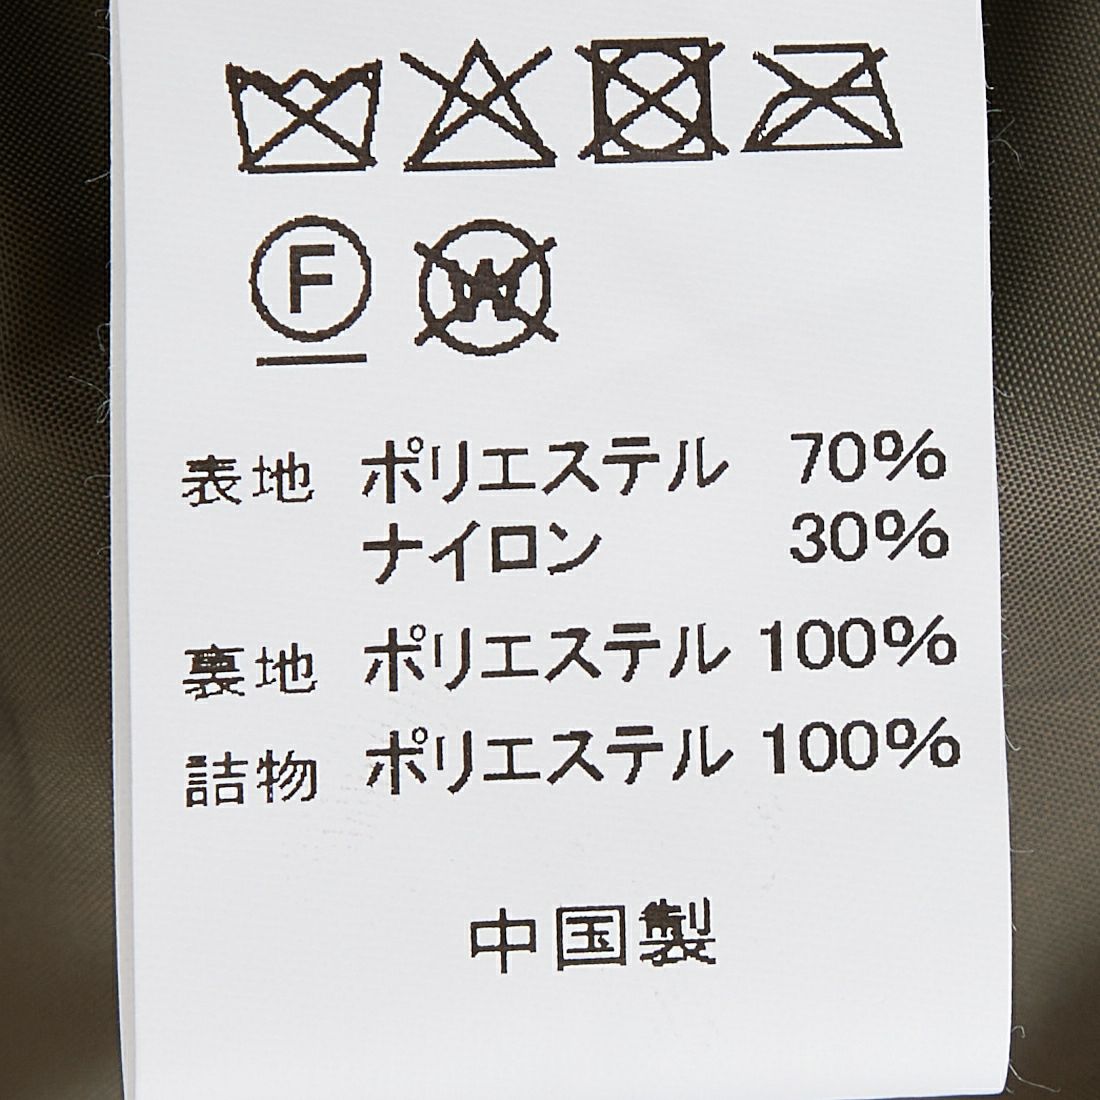 F W
表地 ポリエステル 70%
ナイロン 30%
裏地 ポリエステル 100%
詰物 ポリエステル 100%
中国製